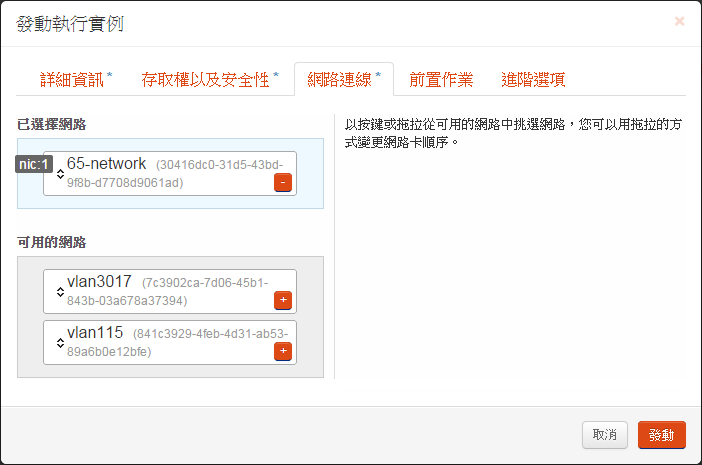 發動執行實例
×
詳細資訊 *
存取權以及安全性 *
網路連線 *
前置作業
進階選項
已選擇網路
nic:1
65-network (30416dc0-31d5-43bd-
9f8b-d7708d9061ad)
-
可用的網路
vlan3017 (7c3902ca-7d06-45b1-
843b-03a678a37394)
+
vlan115 (841c3929-4feb-4d31-ab53-
89a6b0e12bfe)
+
以按鍵或拖拉從可用的網路中挑選網路，您可以用拖拉的方
式變更網路卡順序。
取消
發動